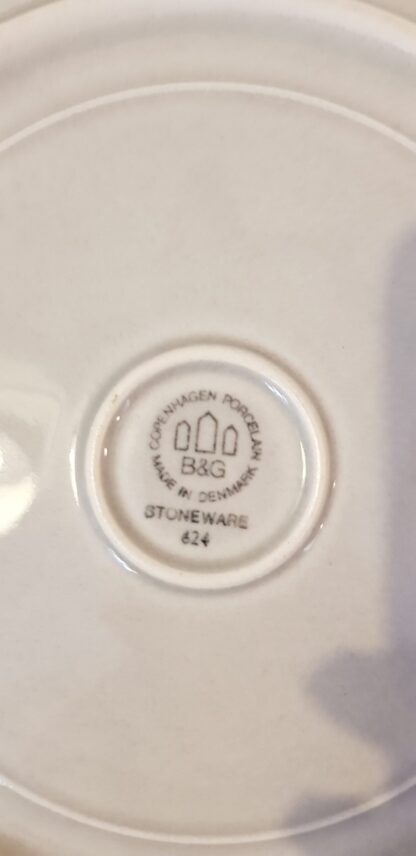 COPENHAGEN PORCELAIN
B&G
MADE IN DENMARK
STONEWARE
624